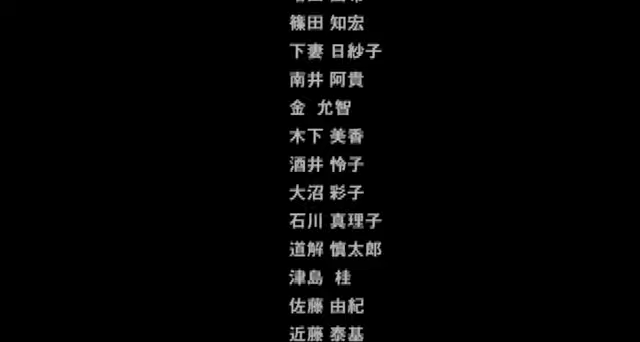 篠田 知宏
下妻 日紗子
南井 阿貴
金 允智
木下 美香
酒井 怜子
大沼 彩子
石川 真理子
道解 慎太郎
津島 桂
佐藤 由紀
近藤 泰基